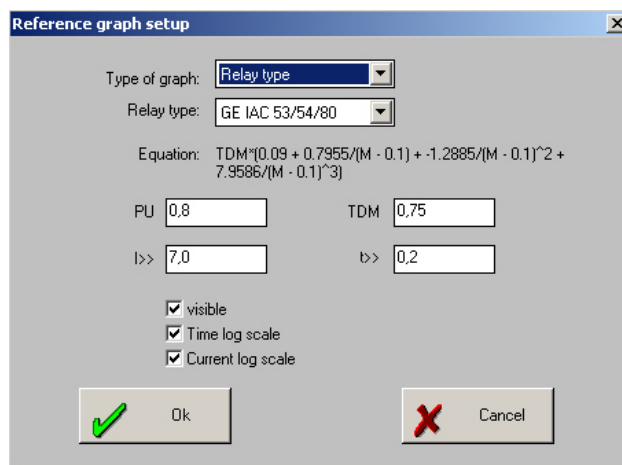 Reference graph setup
Type of graph: Relay type
Relay type: GE IAC 53/54/80
Equation: TDM*(0.09 + 0.7955/(M - 0.1) + -1.2885/(M - 0.1)^2 +
7.9586/(M - 0.1)^3)
PU 0,8 TDM 0,75
I>> 7,0 t>> 0,2
visible
Time log scale
Current log scale
Ok Cancel